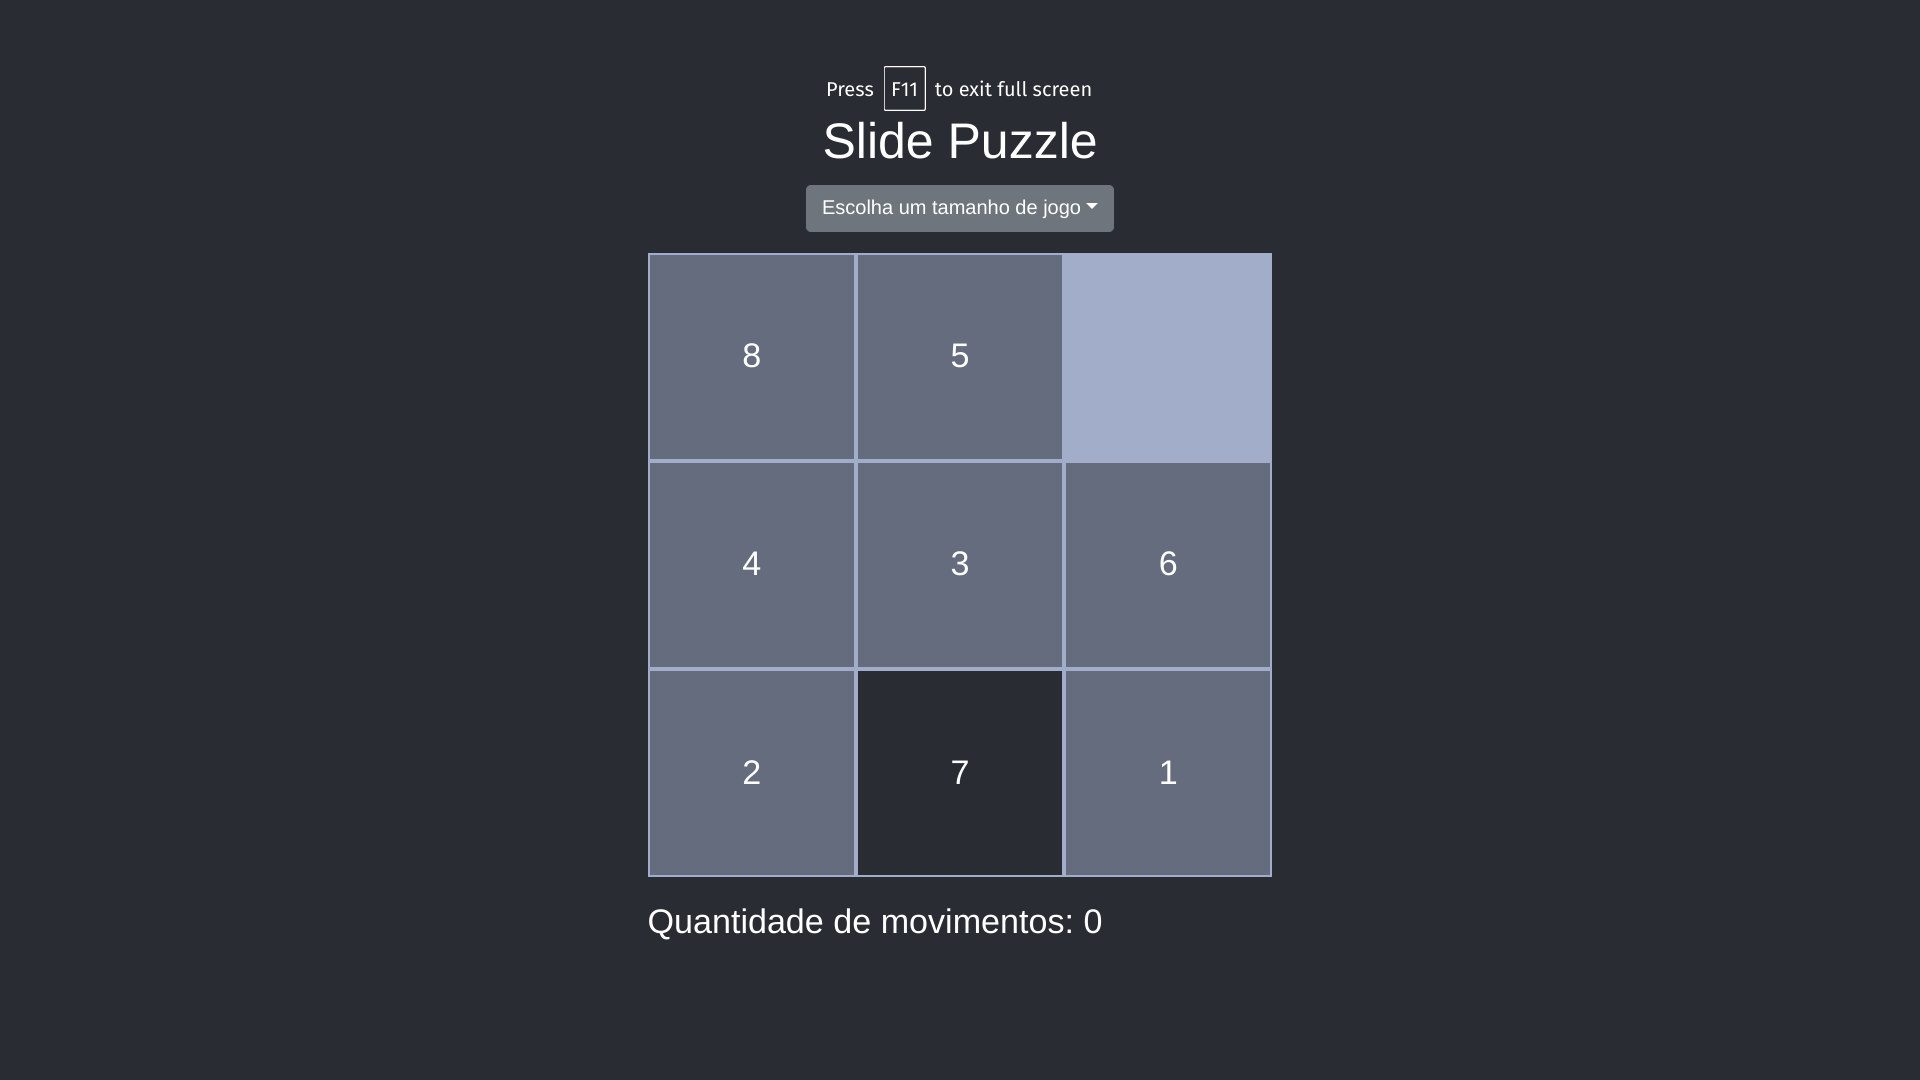 Press F11 to exit full screen
Slide Puzzle
Escolha um tamanho de jogo
8 5
4 3 6
2 7 1
Quantidade de movimentos: 0